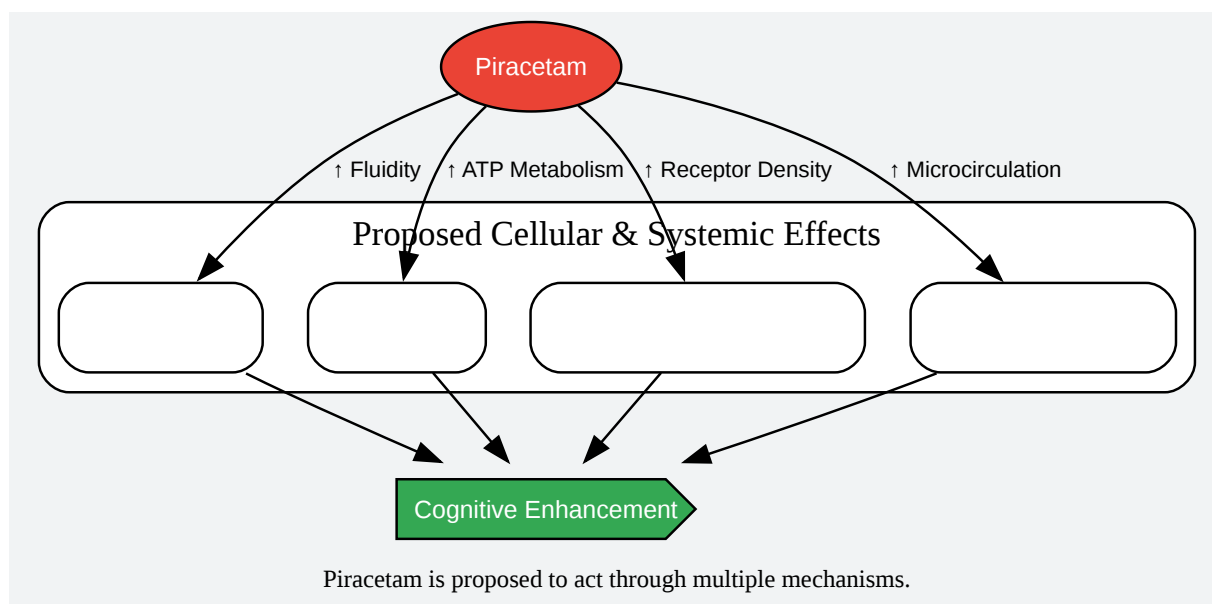 Piracetam
↑ Fluidity
↑ ATP Metabolism
↑ Receptor Density
↑ Microcirculation
Proposed Cellular & Systemic Effects
Cognitive Enhancement
Piracetam is proposed to act through multiple mechanisms.